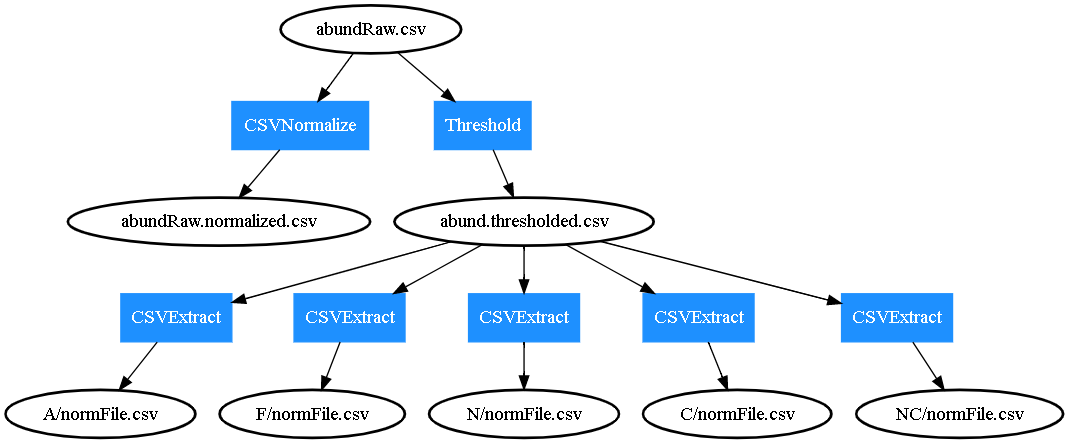 abundRaw.csv
CSVNormalize
Threshold
abundRaw.normalized.csv
abund.thresholded.csv
CSVExtract
CSVExtract
CSVExtract
CSVExtract
CSVExtract
A/normFile.csv
F/normFile.csv
N/normFile.csv
C/normFile.csv
NC/normFile.csv